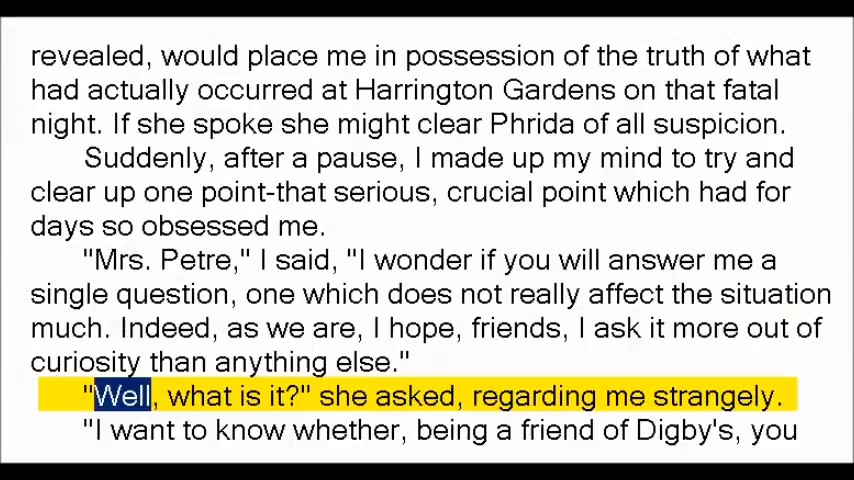 revealed, would place me in possession of the truth of what
had actually occurred at Harrington Gardens on that fatal
night. If she spoke she might clear Phrida of all suspicion.
Suddenly, after a pause, I made up my mind to try and
clear up one point-that serious, crucial point which had for
days so obsessed me.
"Mrs. Petre," I said, "I wonder if you will answer me a
single question, one which does not really affect the situation
much. Indeed, as we are, I hope, friends, I ask it more out of
curiosity than anything else."
"Well, what is it?" she asked, regarding me strangely.
"I want to know whether, being a friend of Digby's, you